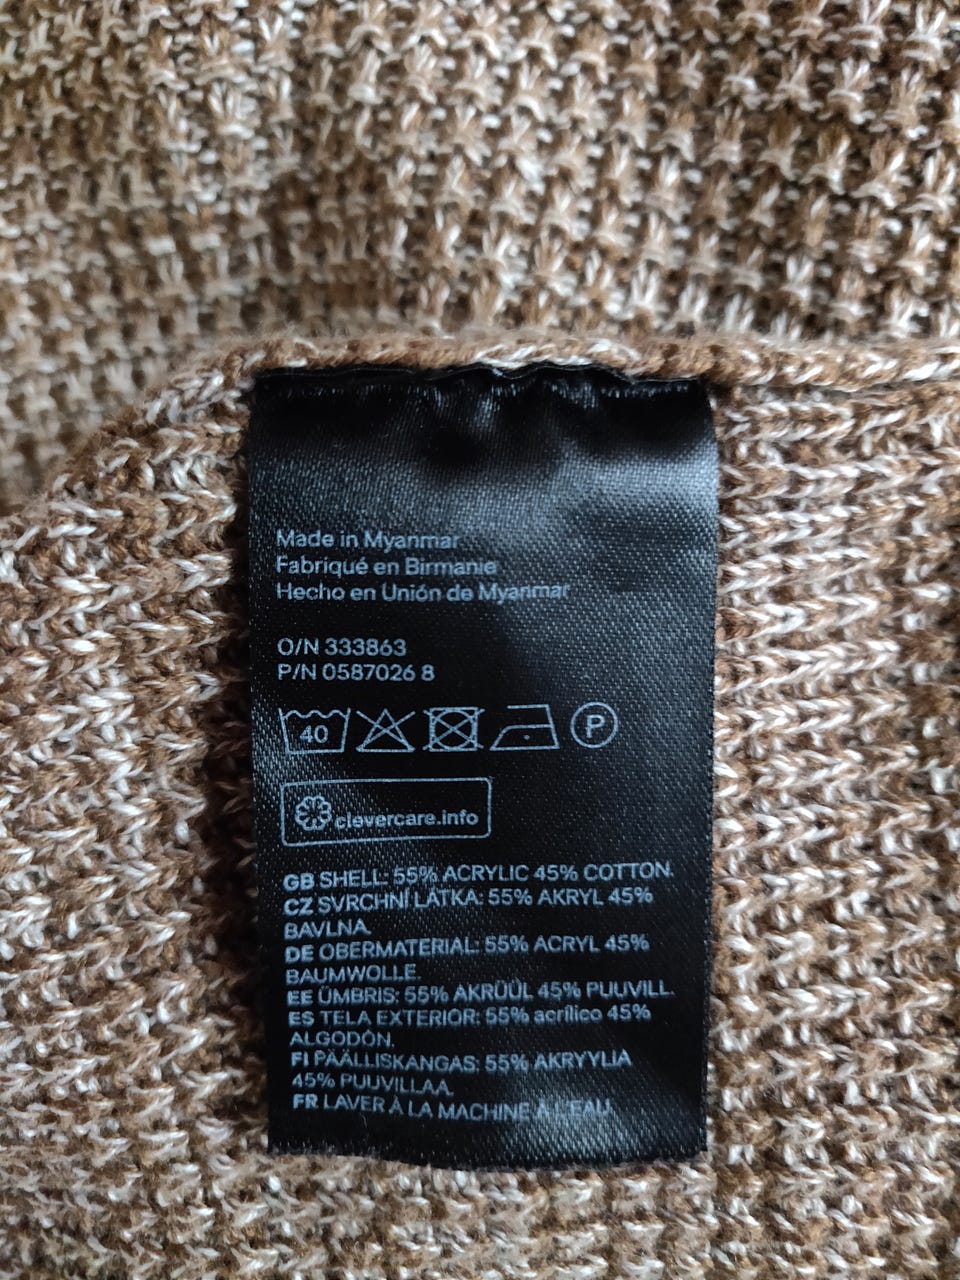 Made in Myanmar
Fabriqué en Birmanie
Hecho en Unión de Myanmar
O/N 333863
P/N 0587026 8
40 P
clevercare.info
GB SHELL: 55% ACRYLIC 45% COTTON.
CZ SVRCHNÍ LÁTKA: 55% AKRYL 45%
BAVLNA.
DE OBERMATERIAL: 55% ACRYL 45%
BAUMWOLLE.
EE ÜMBRIS: 55% AKRÜÜL 45% PUUVILL.
ES TELA EXTERIOR: 55% acrílico 45%
ALGODÓN.
FI PÄÄLLISKANGAS: 55% AKRYYLIA
45% PUUVILLAA.
FR LAVER À LA MACHINE À L'EAU